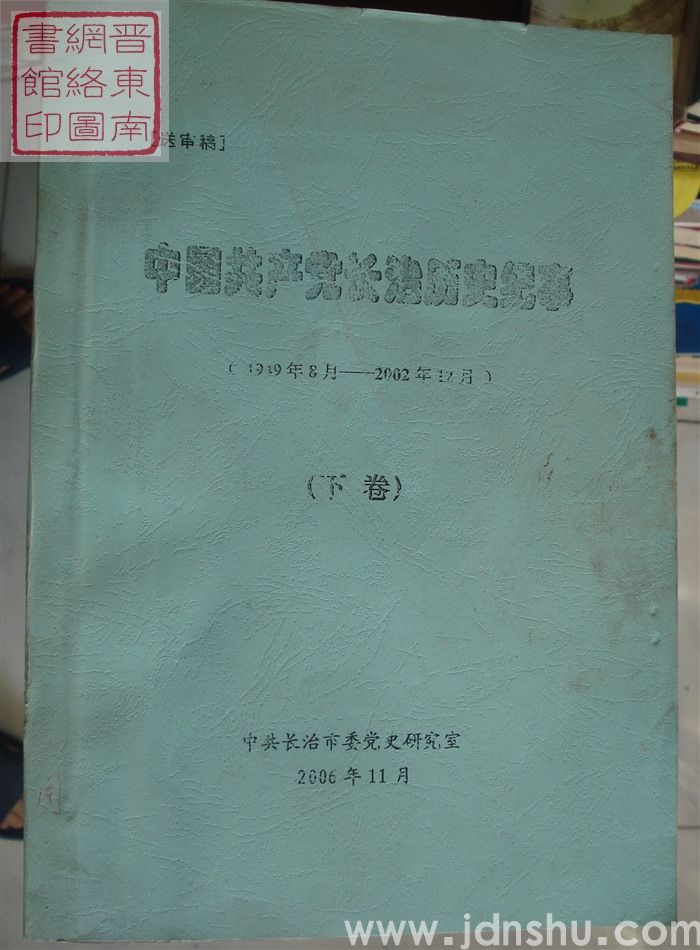 晋東南
網絡圖
書館印
[送审稿]
中国共产党长治历史纪事
(1949年8月——2002年12月)
(下卷)
中共长治市委党史研究室
2006年11月
www.jdnshu.com